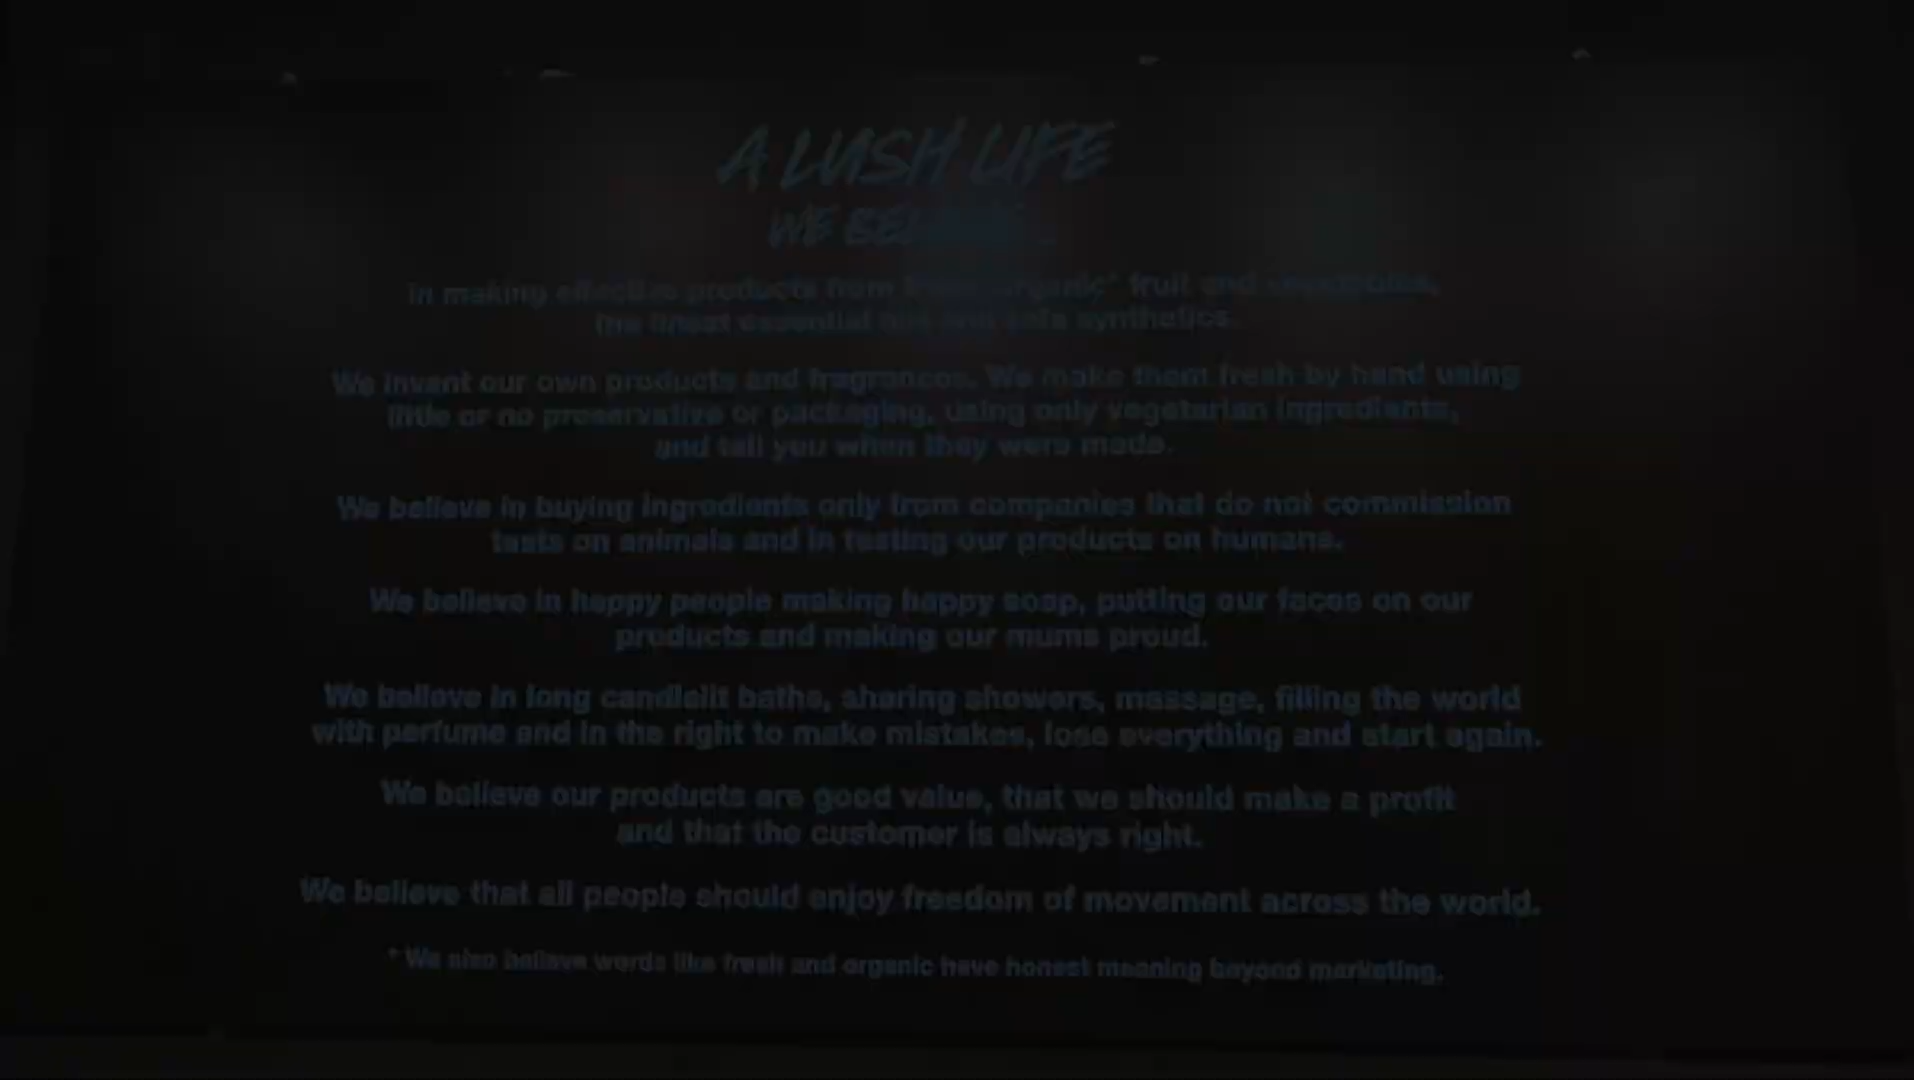 A LUSH LIFE
WE BELIEVE...
In making effective products from fresh organic* fruit and vegetables,
the finest essential oils and safe synthetics.
We invent our own products and fragrances. We make them fresh by hand using
little or no preservative or packaging, using only vegetarian ingredients,
and tell you when they were made.
We believe in buying ingredients only from companies that do not commission
tests on animals and in testing our products on humans.
We believe in happy people making happy soap, putting our faces on our
products and making our mums proud.
We believe in long candlelit baths, sharing showers, massage, filling the world
with perfume and in the right to make mistakes, lose everything and start again.
We believe our products are good value, that we should make a profit
and that the customer is always right.
We believe that all people should enjoy freedom of movement across the world.
* We also believe words like fresh and organic have honest meaning beyond marketing.